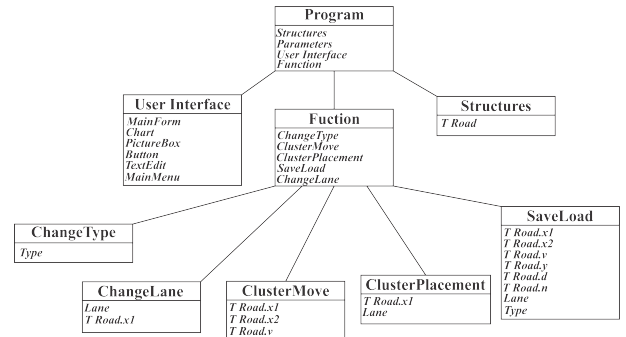 Program
Structures
Parameters
User Interface
Function
User Interface
MainForm
Chart
PictureBox
Button
TextEdit
MainMenu
Fuction
ChangeType
ClusterMove
ClusterPlacement
SaveLoad
ChangeLane
Structures
T Road
ChangeType
Type
ChangeLane
Lane
T Road.x1
ClusterMove
T Road.x1
T Road.x2
T Road.v
ClusterPlacement
T Road.x1
Lane
SaveLoad
T Road.x1
T Road.x2
T Road.v
T Road.y
T Road.d
T Road.n
Lane
Type